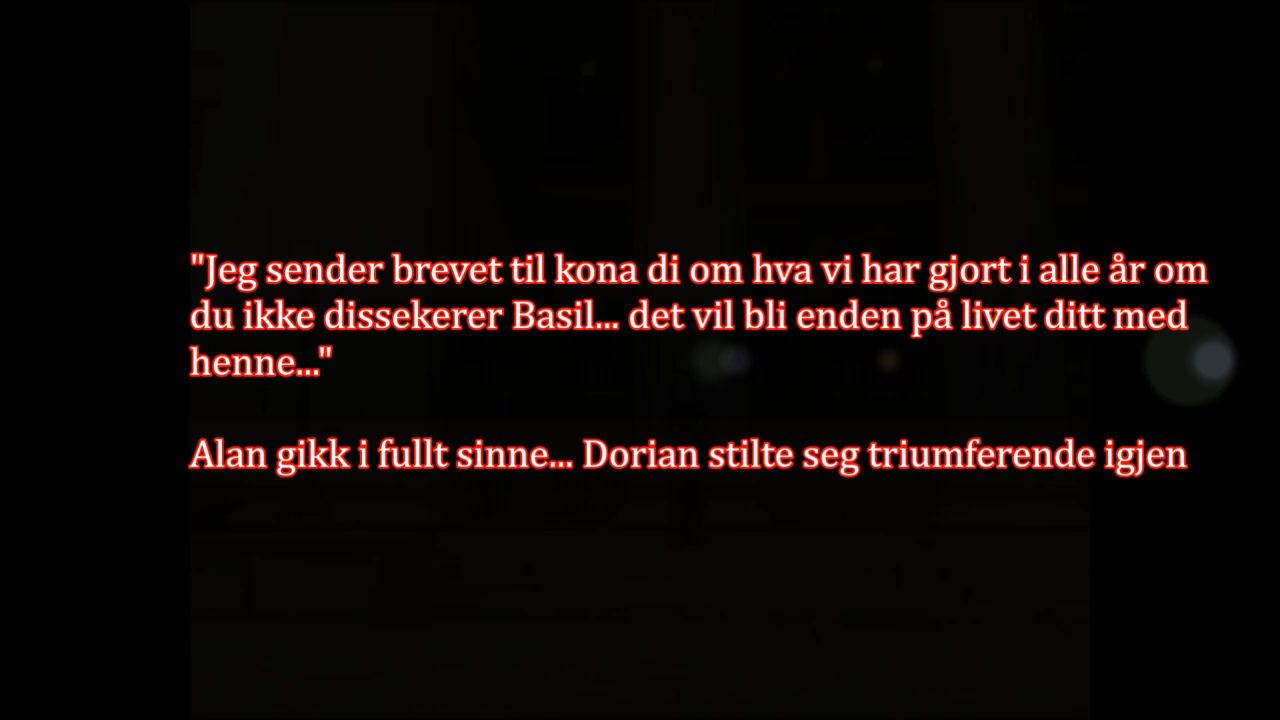 "Jeg sender brevet til kona di om hva vi har gjort i alle år om
du ikke dissekerer Basil... det vil bli enden på livet ditt med
henne..."
Alan gikk i fullt sinne... Dorian stilte seg triumferende igjen